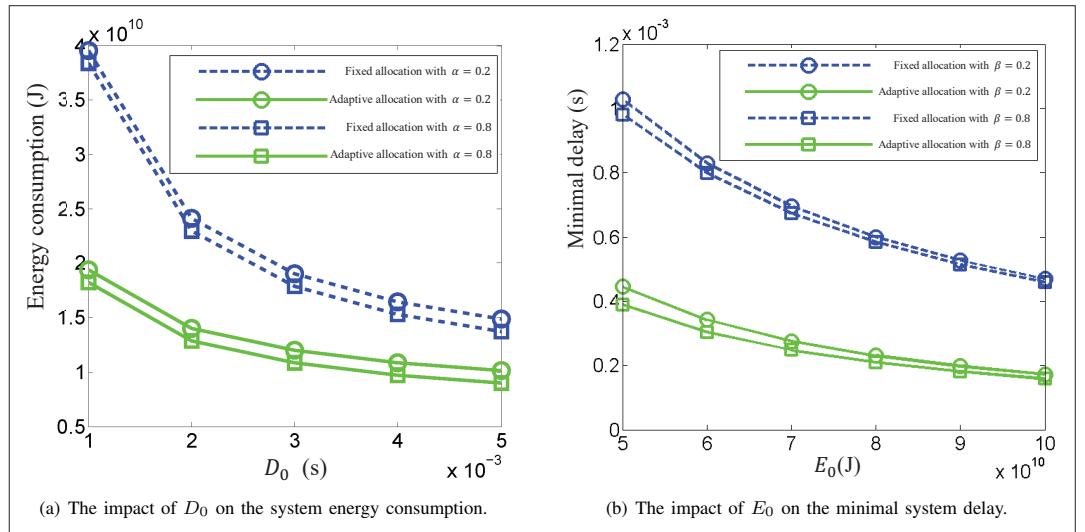 4 x 10^10
3.5
3
2.5
2
1.5
1
0.5
Energy consumption (J)
Fixed allocation with α = 0.2
Adaptive allocation with α = 0.2
Fixed allocation with α = 0.8
Adaptive allocation with α = 0.8
1 2 3 4 5
D₀ (s)
x 10^-3
(a) The impact of D₀ on the system energy consumption.
x 10^-3
1.2
1
0.8
0.6
0.4
0.2
0
Minimal delay (s)
Fixed allocation with β = 0.2
Adaptive allocation with β = 0.2
Fixed allocation with β = 0.8
Adaptive allocation with β = 0.8
5 6 7 8 9 10
E₀(J)
x 10^10
(b) The impact of E₀ on the minimal system delay.